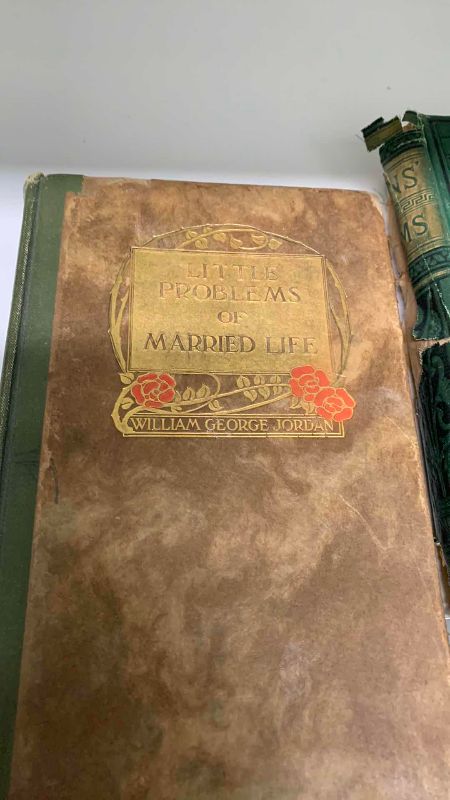 LITTLE
PROBLEMS
OF
MARRIED LIFE
WILLIAM GEORGE JORDAN